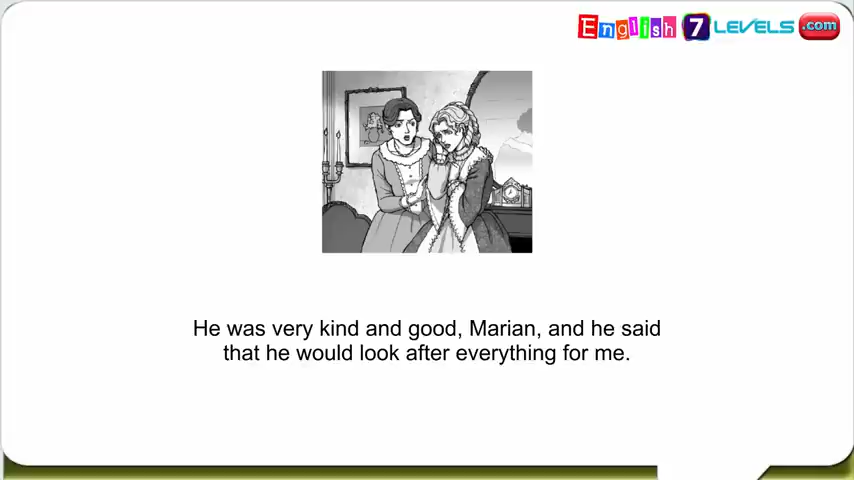 English 7 LEVELS .com
He was very kind and good, Marian, and he said
that he would look after everything for me.